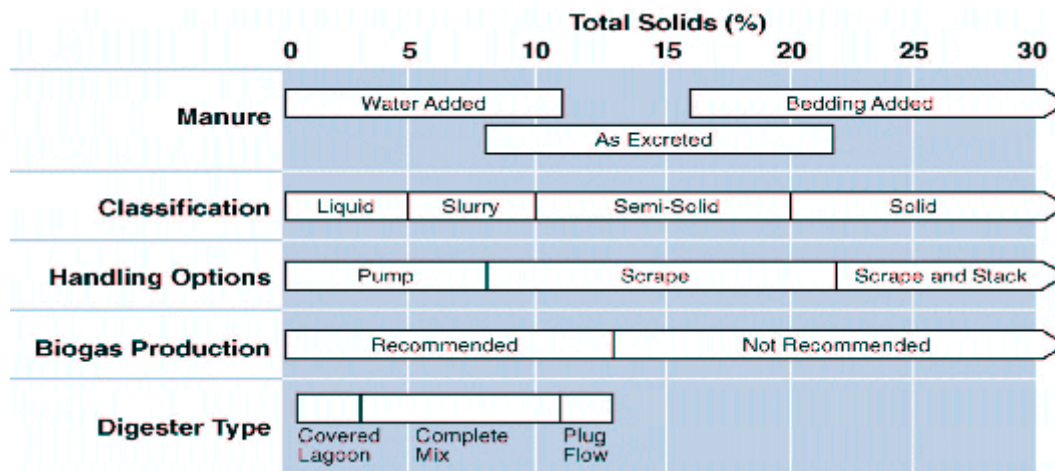 Total Solids (%)
0 5 10 15 20 25 30
Manure
Water Added
Bedding Added
As Excreted
Classification
Liquid
Slurry
Semi-Solid
Solid
Handling Options
Pump
Scrape
Scrape and Stack
Biogas Production
Recommended
Not Recommended
Digester Type
Covered
Lagoon
Complete
Mix
Plug
Flow